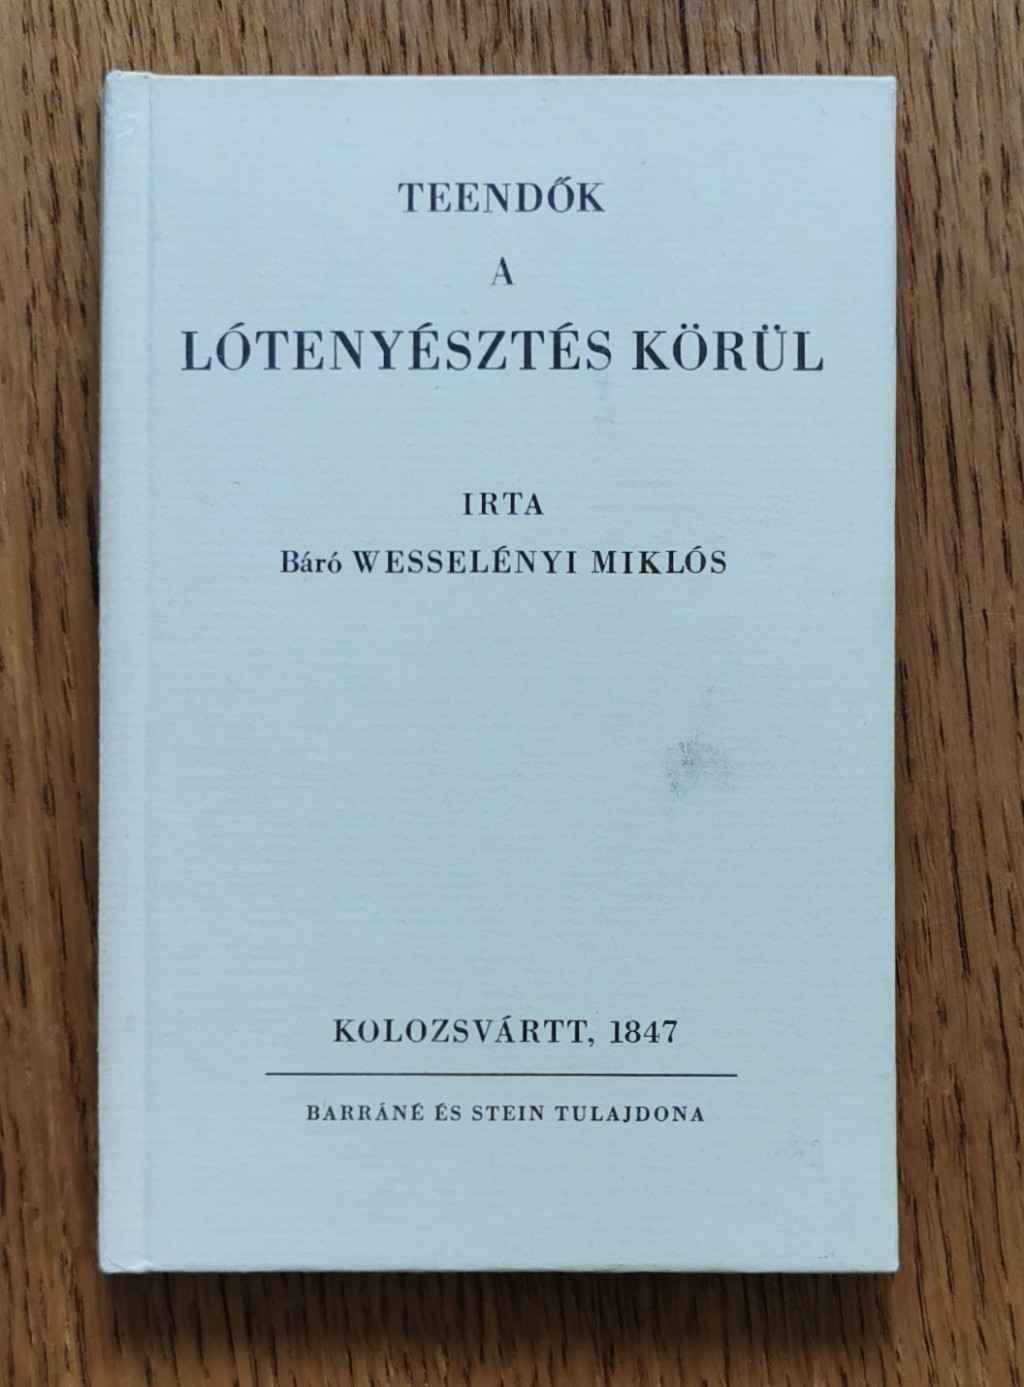 TEENDŐK
A
LÓTENYÉSZTÉS KÖRÜL
IRTA
Báró WESSELÉNYI MIKLÓS
KOLOZSVÁRTT, 1847
BARRÁNÉ ÉS STEIN TULAJDONA